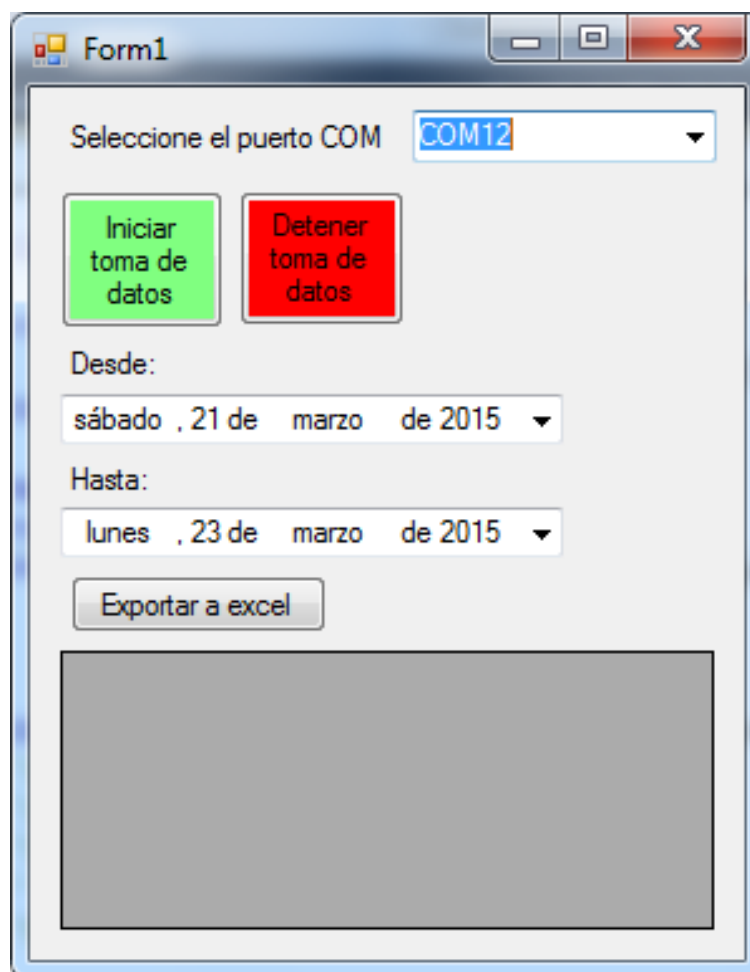 Form1
Seleccione el puerto COM COM12
Iniciar
toma de
datos
Detener
toma de
datos
Desde:
sábado , 21 de marzo de 2015
Hasta:
lunes , 23 de marzo de 2015
Exportar a excel